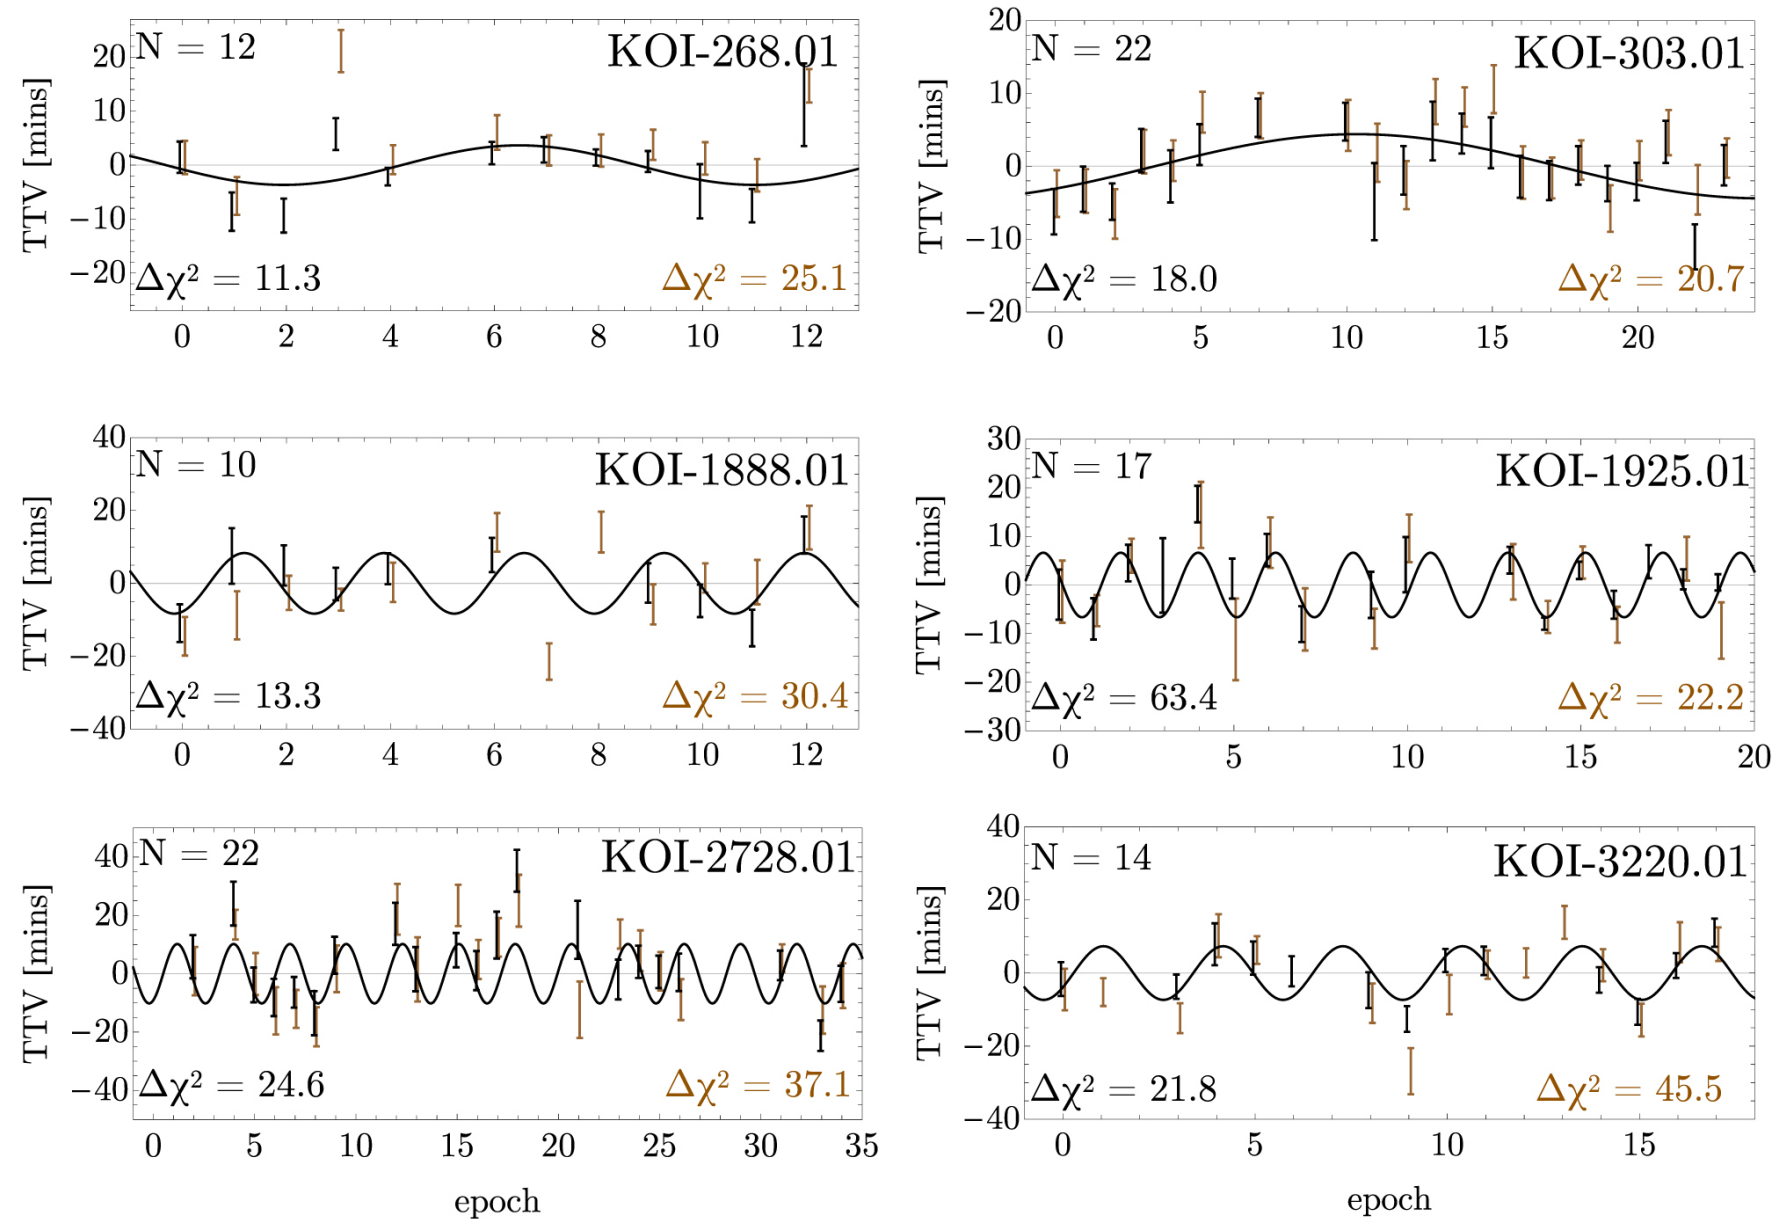 N = 12 KOI-268.01
TTV [mins]
20
10
0
−10
−20
Δχ² = 11.3 Δχ² = 25.1
0 2 4 6 8 10 12
N = 22 KOI-303.01
TTV [mins]
20
10
0
−10
−20
Δχ² = 18.0 Δχ² = 20.7
0 5 10 15 20
N = 10 KOI-1888.01
TTV [mins]
40
20
0
−20
−40
Δχ² = 13.3 Δχ² = 30.4
0 2 4 6 8 10 12
N = 17 KOI-1925.01
TTV [mins]
30
20
10
0
−10
−20
−30
Δχ² = 63.4 Δχ² = 22.2
0 5 10 15 20
N = 22 KOI-2728.01
TTV [mins]
40
20
0
−20
−40
Δχ² = 24.6 Δχ² = 37.1
0 5 10 15 20 25 30 35
epoch
N = 14 KOI-3220.01
TTV [mins]
40
20
0
−20
−40
Δχ² = 21.8 Δχ² = 45.5
0 5 10 15
epoch